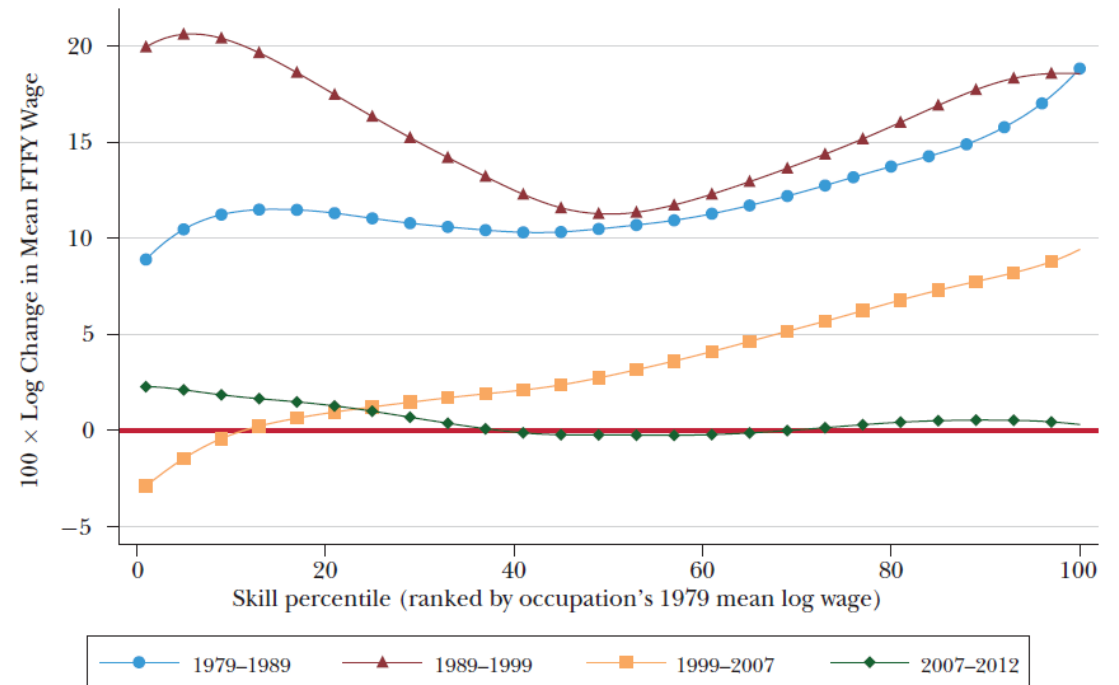 100 × Log Change in Mean FTFY Wage
20
15
10
5
0
−5
0 20 40 60 80 100
Skill percentile (ranked by occupation’s 1979 mean log wage)
1979–1989 1989–1999 1999–2007 2007–2012